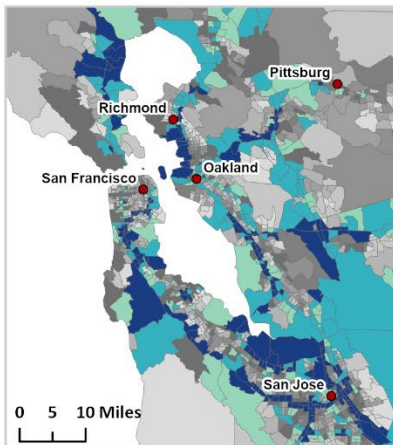 Pittsburg
Richmond
Oakland
San Francisco
San Jose
0 5 10 Miles